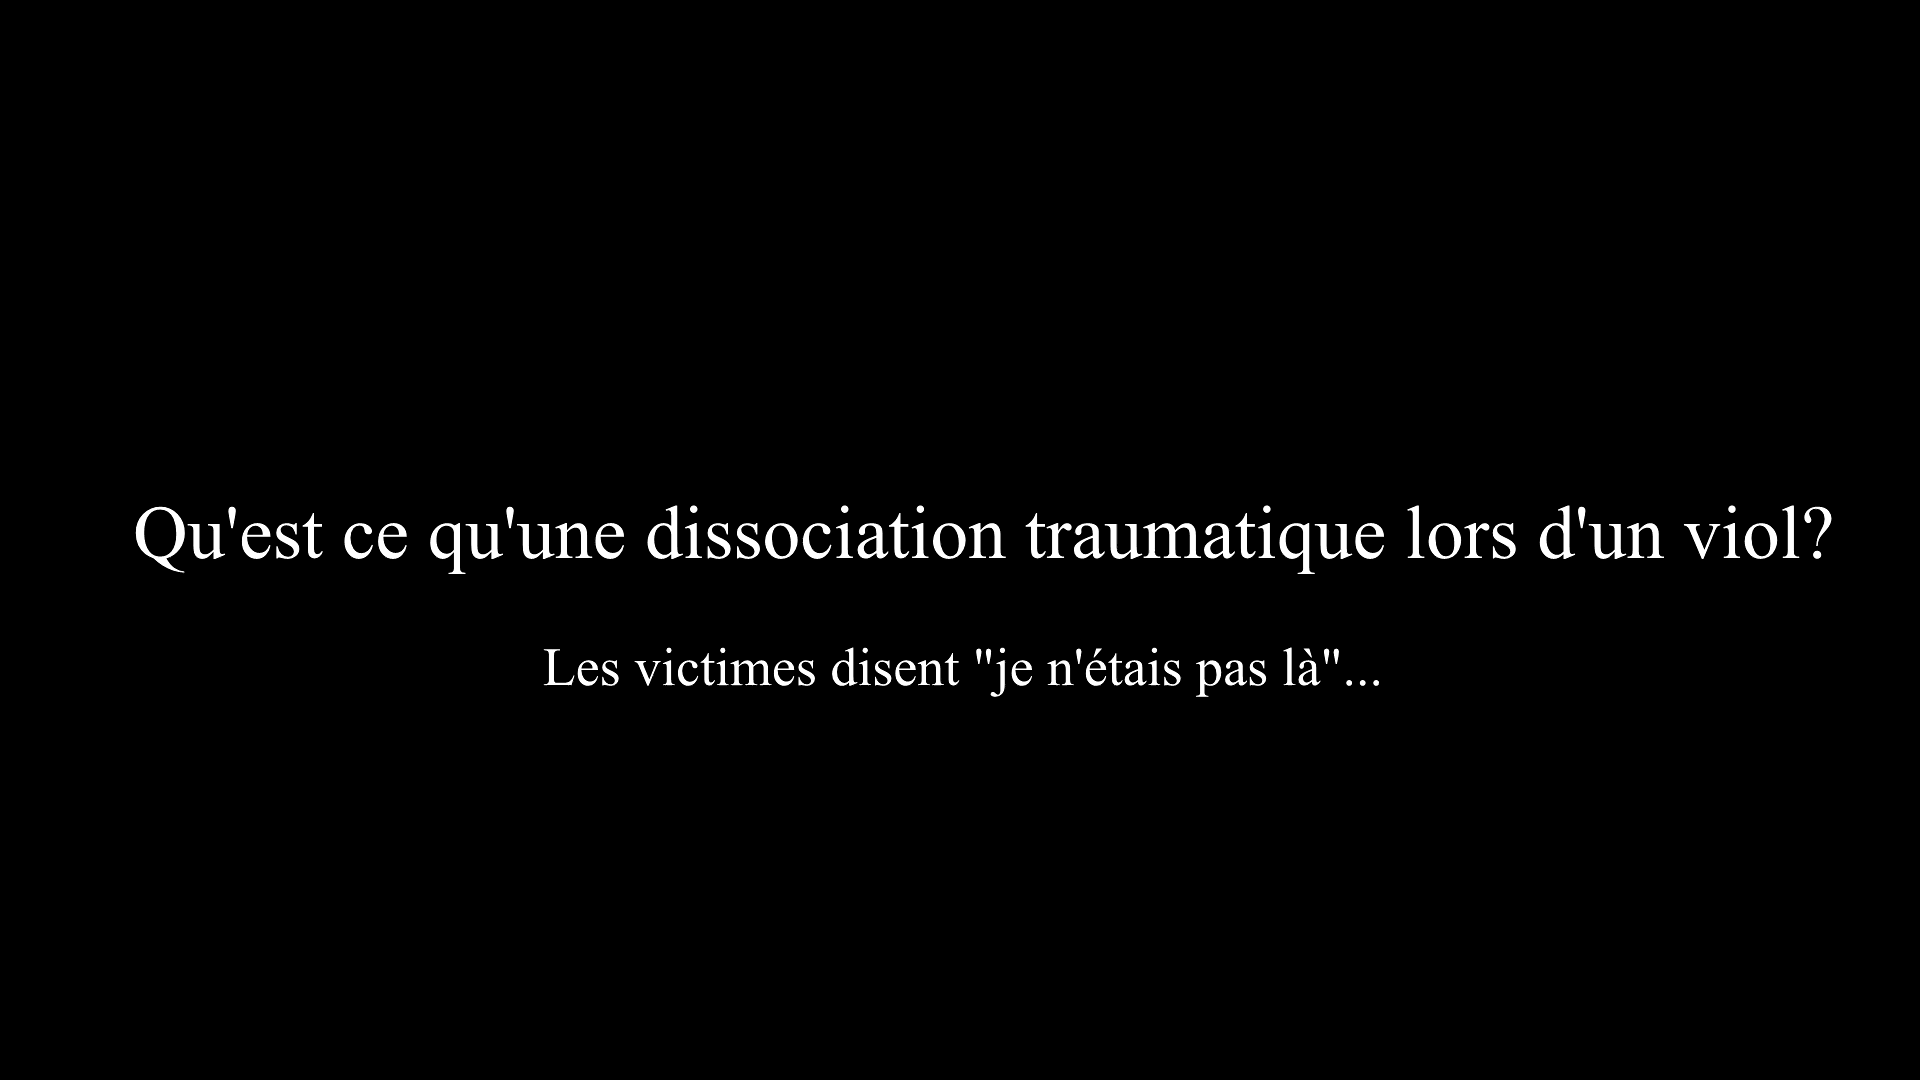 Qu'est ce qu'une dissociation traumatique lors d'un viol?
Les victimes disent "je n'étais pas là"...